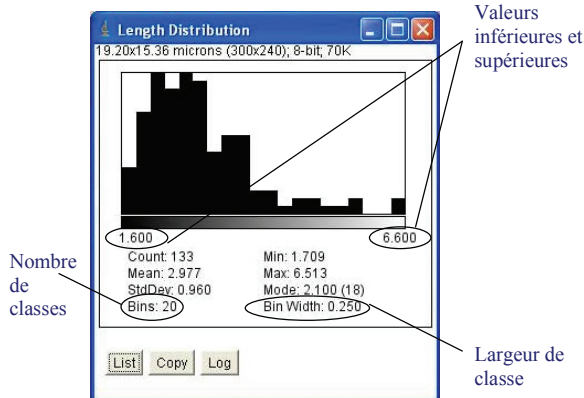 Valeurs
inférieures et
supérieures
Length Distribution
19.20x15.36 microns (300x240); 8-bit; 70K
1.600
6.600
Count: 133
Min: 1.709
Mean: 2.977
Max: 6.513
StdDev: 0.960
Mode: 2.100 (18)
Bins: 20
Bin Width: 0.250
Nombre
de
classes
List
Copy
Log
Largeur de
classe